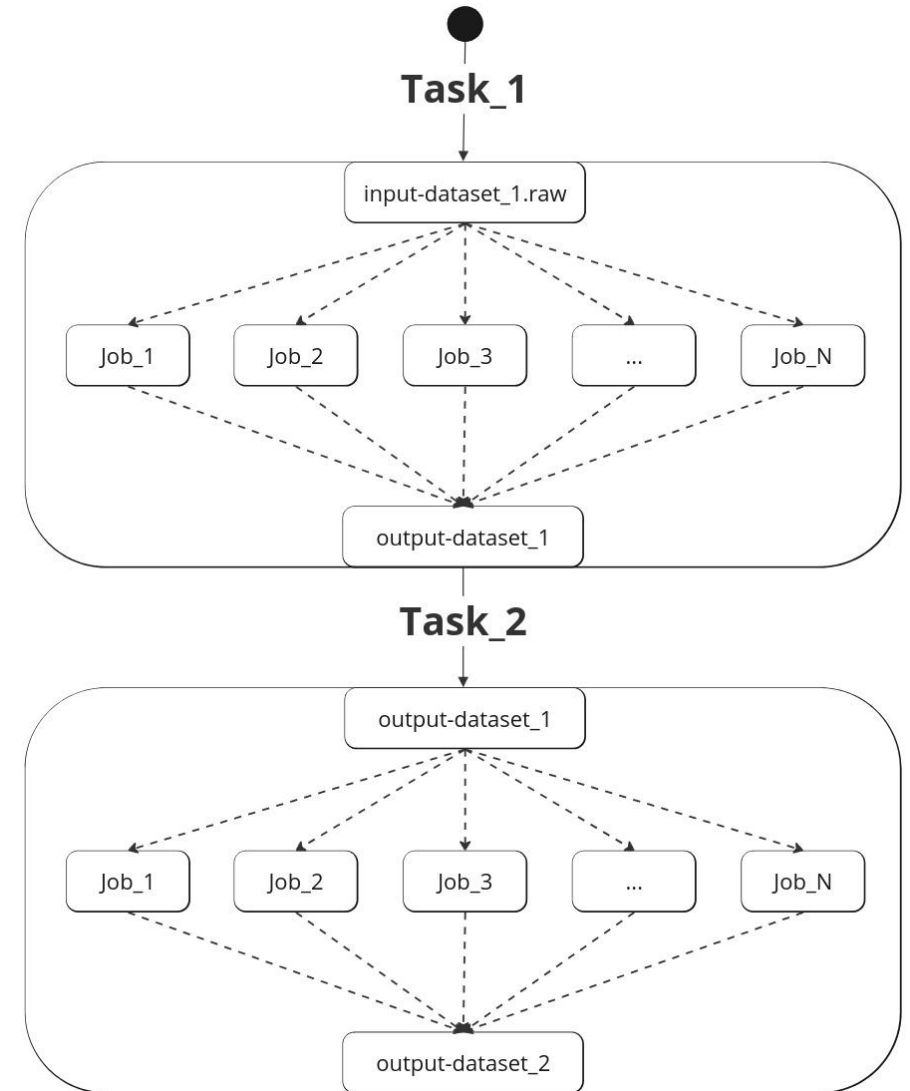 Task_1
input-dataset_1.raw
Job_1
Job_2
Job_3
...
Job_N
output-dataset_1
Task_2
output-dataset_1
Job_1
Job_2
Job_3
...
Job_N
output-dataset_2